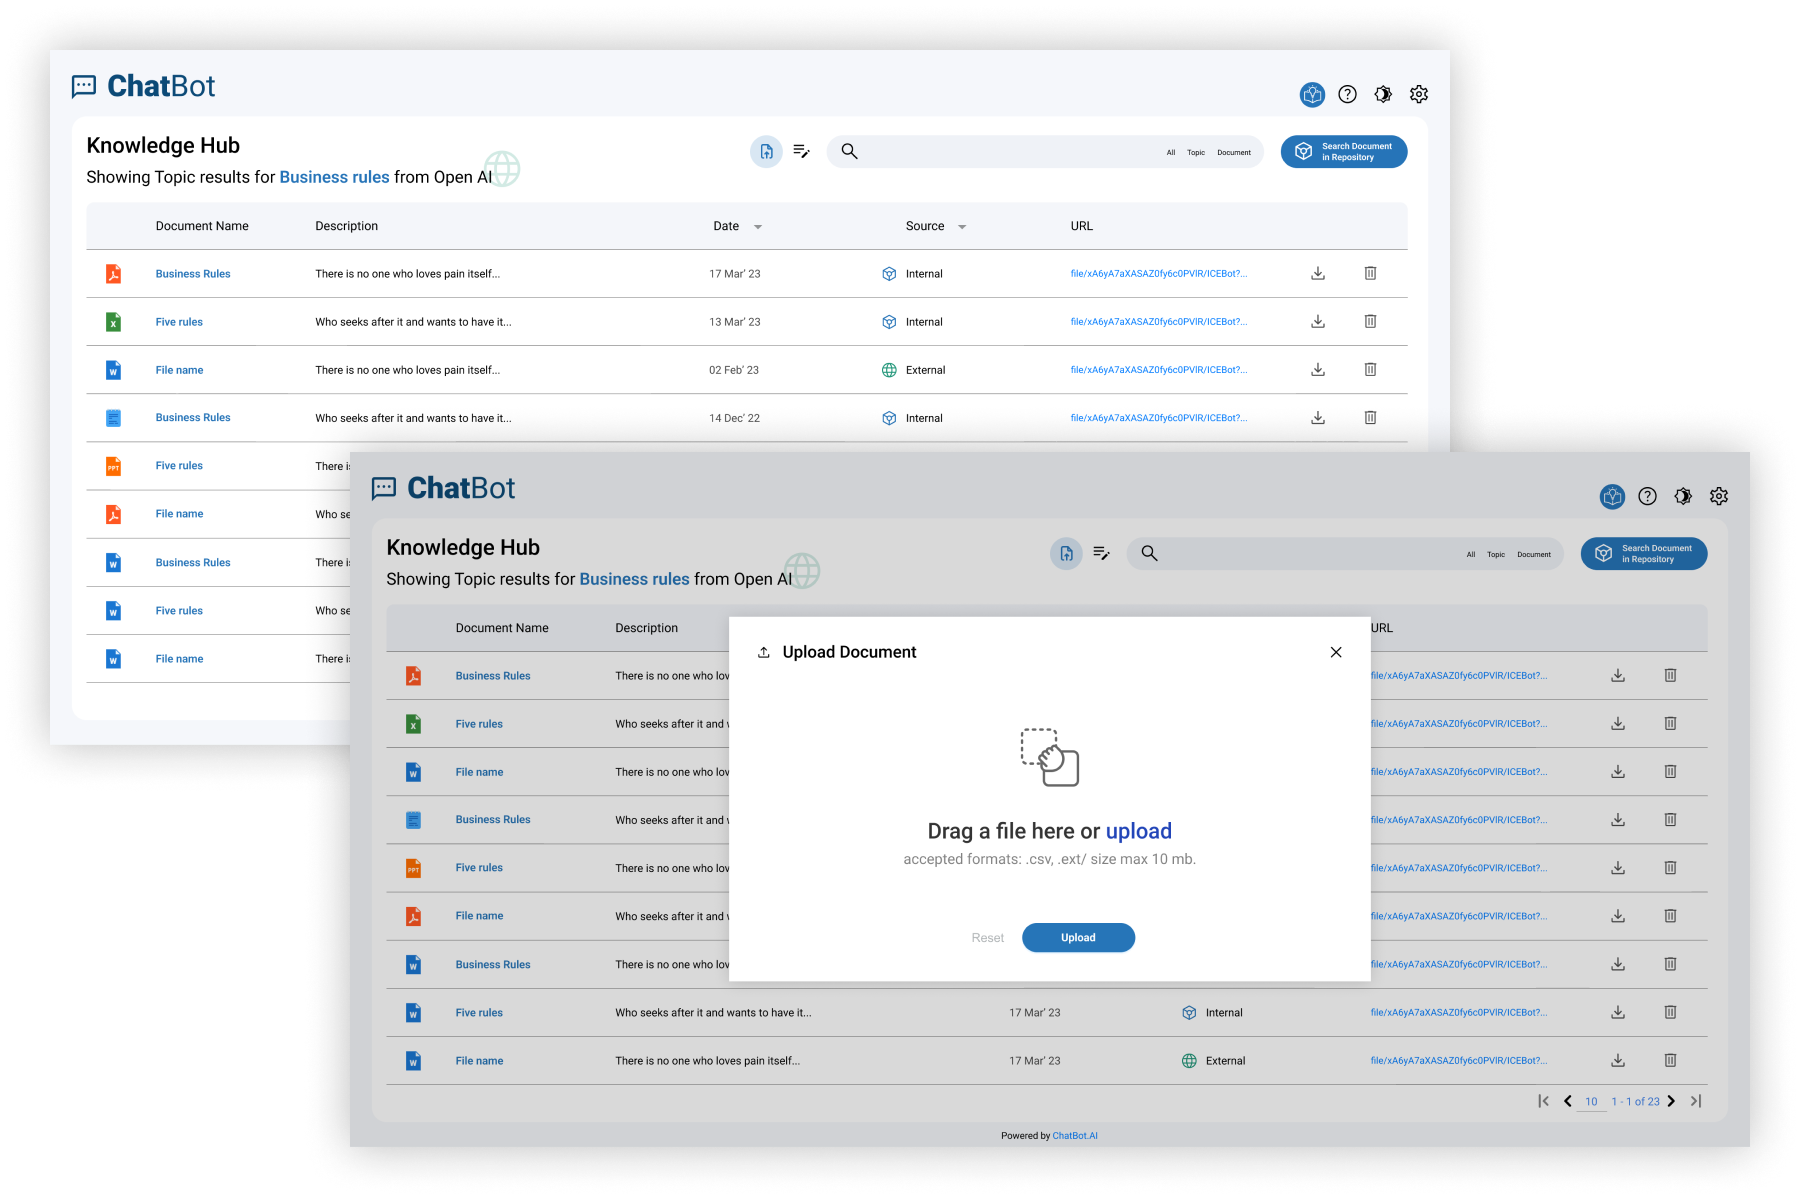 ChatBot
Knowledge Hub
Showing Topic results for Business rules from Open AI
All Topic Document
Search Document
in Repository
Document Name Description Date Source URL
Business Rules There is no one who loves pain itself... 17 Mar' 23 Internal file/xA6yA7aXASAZ0fy6c0PVIR/ICEBot?...
X Five rules Who seeks after it and wants to have it... 13 Mar' 23 Internal file/xA6yA7aXASAZ0fy6c0PVIR/ICEBot?...
W File name There is no one who loves pain itself... 02 Feb' 23 External file/xA6yA7aXASAZ0fy6c0PVIR/ICEBot?...
Business Rules Who seeks after it and wants to have it... 14 Dec' 22 Internal file/xA6yA7aXASAZ0fy6c0PVIR/ICEBot?...
PPT Five rules There is
File name Who se
W Business Rules There i
W Five rules Who se
W File name There i
ChatBot
Knowledge Hub
Showing Topic results for Business rules from Open AI
All Topic Document
Search Document
in Repository
Document Name Description URL
Business Rules There is no one who lov file/xA6yA7aXASAZ0fy6c0PVIR/ICEBot?...
X Five rules Who seeks after it and file/xA6yA7aXASAZ0fy6c0PVIR/ICEBot?...
W File name There is no one who lov file/xA6yA7aXASAZ0fy6c0PVIR/ICEBot?...
Business Rules Who seeks after it and file/xA6yA7aXASAZ0fy6c0PVIR/ICEBot?...
PPT Five rules There is no one who lov file/xA6yA7aXASAZ0fy6c0PVIR/ICEBot?...
File name Who seeks after it and file/xA6yA7aXASAZ0fy6c0PVIR/ICEBot?...
W Business Rules There is no one who lov file/xA6yA7aXASAZ0fy6c0PVIR/ICEBot?...
W Five rules Who seeks after it and wants to have it... 17 Mar' 23 Internal file/xA6yA7aXASAZ0fy6c0PVIR/ICEBot?...
W File name There is no one who loves pain itself... 17 Mar' 23 External file/xA6yA7aXASAZ0fy6c0PVIR/ICEBot?...
10 1 - 1 of 23
Powered by ChatBot.AI
Upload Document
Drag a file here or upload
accepted formats: .csv, .ext/ size max 10 mb.
Reset Upload